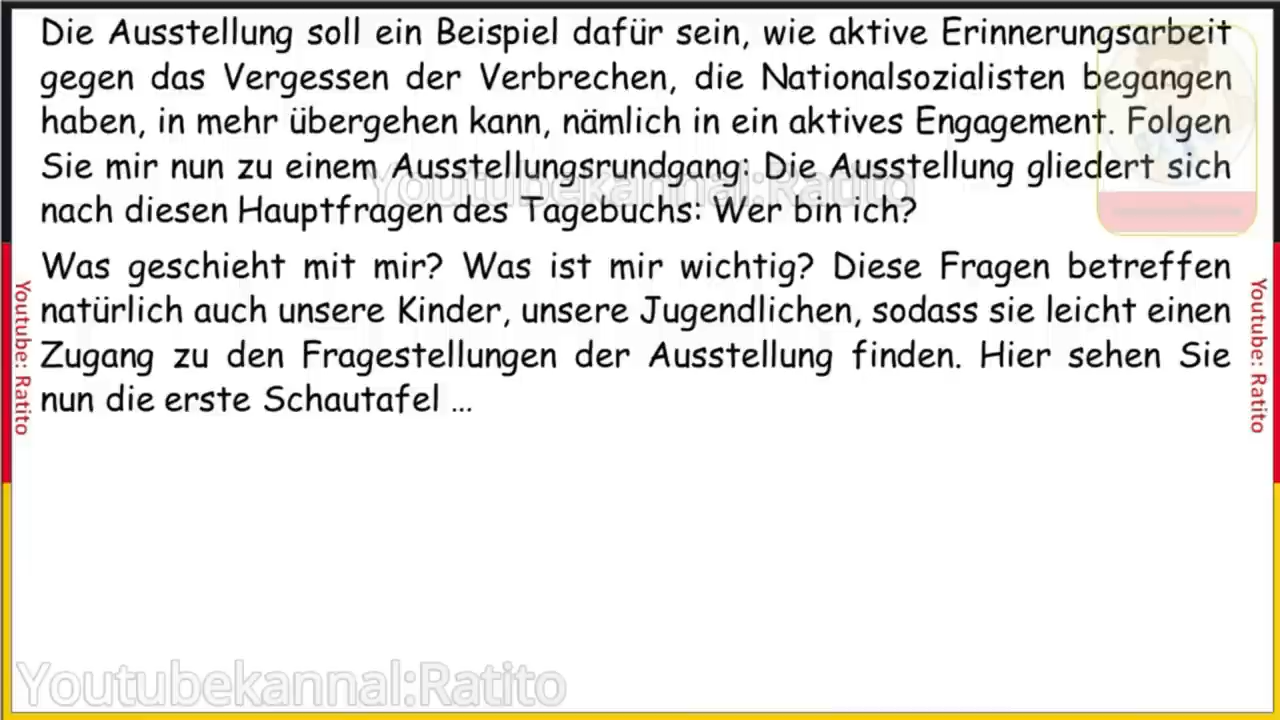 Die Ausstellung soll ein Beispiel dafür sein, wie aktive Erinnerungsarbeit
gegen das Vergessen der Verbrechen, die Nationalsozialisten begangen
haben, in mehr übergehen kann, nämlich in ein aktives Engagement. Folgen
Sie mir nun zu einem Ausstellungsrundgang: Die Ausstellung gliedert sich
Youtubekannal:Ratito
nach diesen Hauptfragen des Tagebuchs: Wer bin ich?
Was geschieht mit mir? Was ist mir wichtig? Diese Fragen betreffen
natürlich auch unsere Kinder, unsere Jugendlichen, sodass sie leicht einen
Zugang zu den Fragestellungen der Ausstellung finden. Hier sehen Sie
nun die erste Schautafel ...
Youtube: Ratito
Youtube: Ratito
Youtubekannal:Ratito